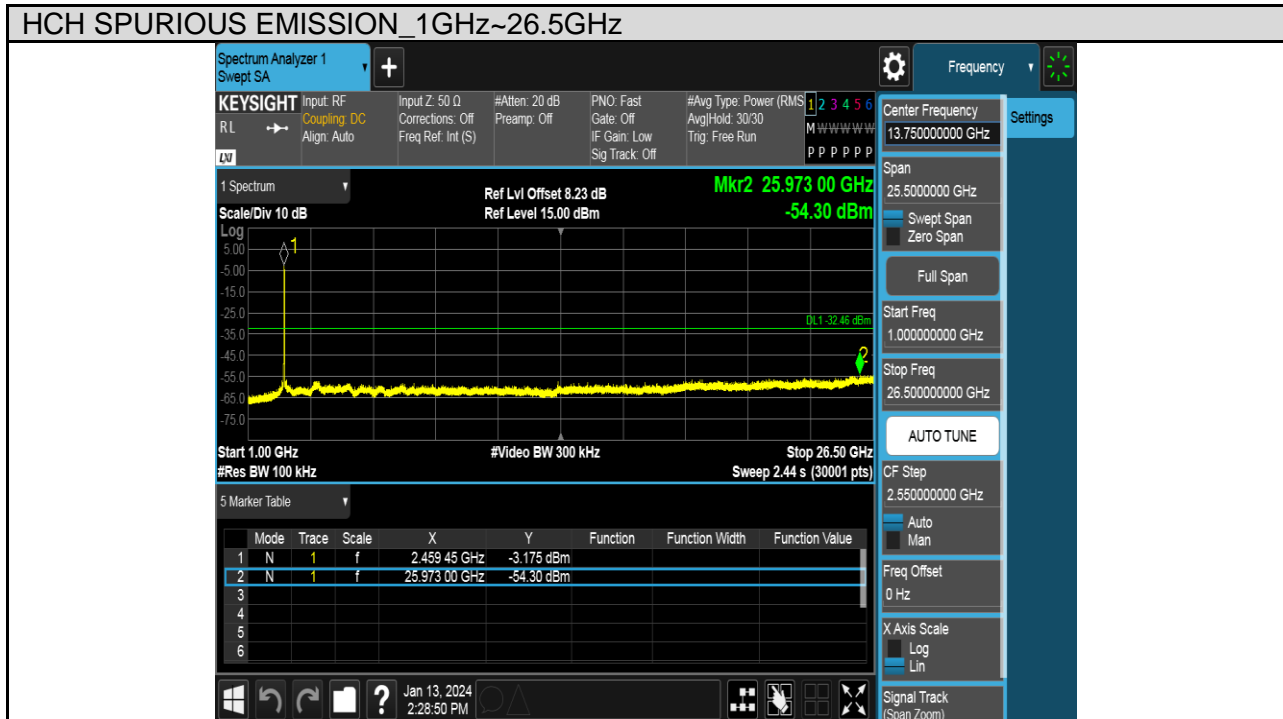 HCH SPURIOUS EMISSION_1GHz~26.5GHz
Spectrum Analyzer 1
Swept SA
Frequency
KEYSIGHT
RL
LXI
Input: RF
Coupling: DC
Align: Auto
Input Z: 50 Ω
Corrections: Off
Freq Ref: Int (S)
#Atten: 20 dB
Preamp: Off
PNO: Fast
Gate: Off
IF Gain: Low
Sig Track: Off
#Avg Type: Power (RMS
Avg|Hold: 30/30
Trig: Free Run
1 2 3 4 5 6
M W W W W W
P P P P P P
1 Spectrum
Scale/Div 10 dB
Ref Lvl Offset 8.23 dB
Ref Level 15.00 dBm
Mkr2 25.973 00 GHz
-54.30 dBm
Log
5.00
-5.00
-15.0
-25.0
-35.0
-45.0
-55.0
-65.0
-75.0
1
DL1 -32.46 dBm
2
Start 1.00 GHz
#Res BW 100 kHz
#Video BW 300 kHz
Stop 26.50 GHz
Sweep 2.44 s (30001 pts)
5 Marker Table
Mode Trace Scale X Y Function Function Width Function Value
1 N 1 f 2.459 45 GHz -3.175 dBm
2 N 1 f 25.973 00 GHz -54.30 dBm
3
4
5
6
Jan 13, 2024
2:28:50 PM
Center Frequency
13.75000000 GHz
Settings
Span
25.5000000 GHz
Swept Span
Zero Span
Full Span
Start Freq
1.000000000 GHz
Stop Freq
26.500000000 GHz
AUTO TUNE
CF Step
2.550000000 GHz
Auto
Man
Freq Offset
0 Hz
X Axis Scale
Log
Lin
Signal Track
(Span Zoom)